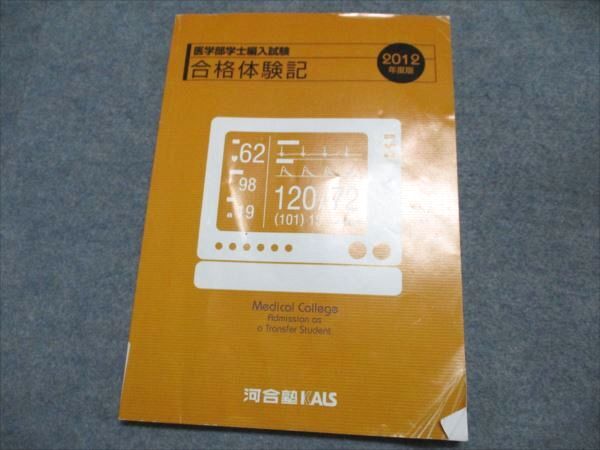 医学部学士編入試験
合格体験記
2012
年度版
62
98
19
120/72
(101)
Medical College
Admission as
a Transfer Student
河合塾KALS